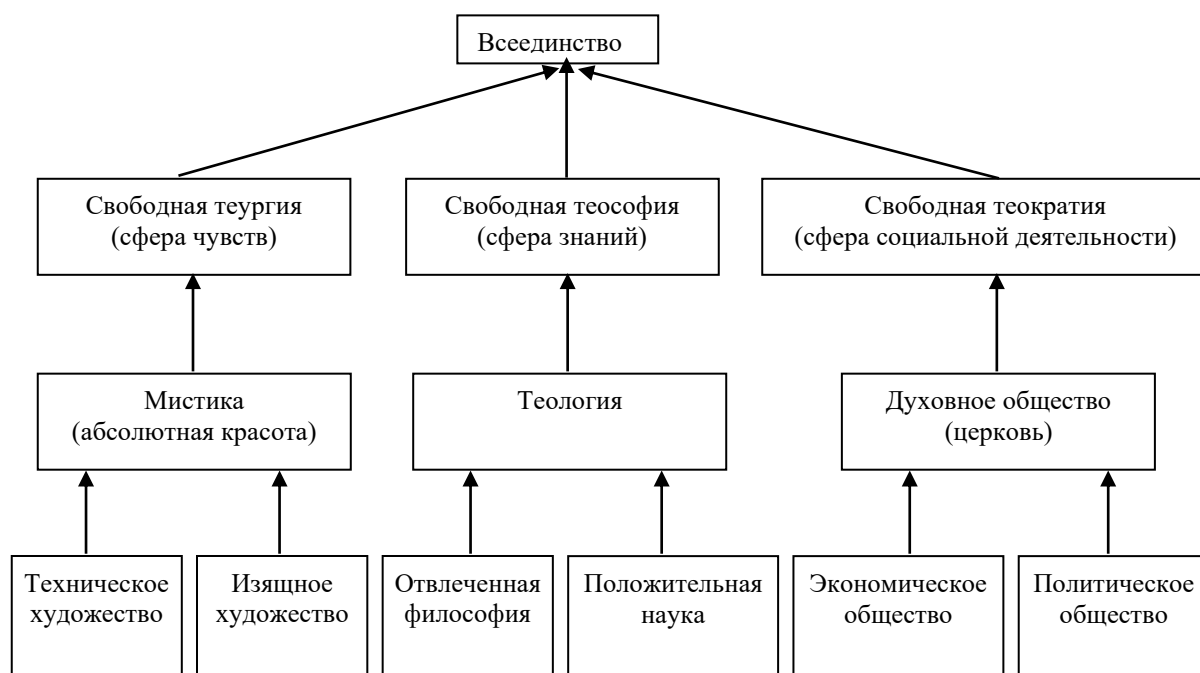 Всеединство
Свободная теургия
(сфера чувств)
Свободная теософия
(сфера знаний)
Свободная теократия
(сфера социальной деятельности)
Мистика
(абсолютная красота)
Теология
Духовное общество
(церковь)
Техническое
художество
Изящное
художество
Отвлеченная
философия
Положительная
наука
Экономическое
общество
Политическое
общество